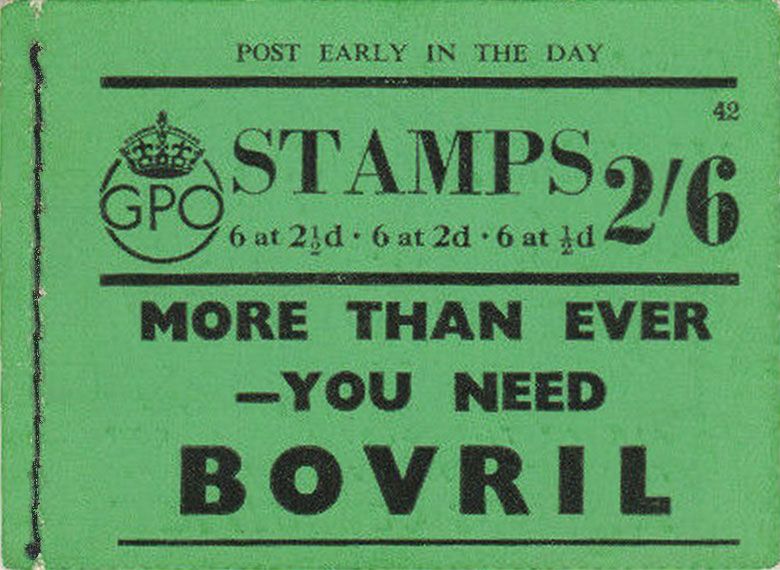 POST EARLY IN THE DAY
42
GPO
STAMPS 2/6
6 at 2½d · 6 at 2d · 6 at ½d
MORE THAN EVER
—YOU NEED
BOVRIL